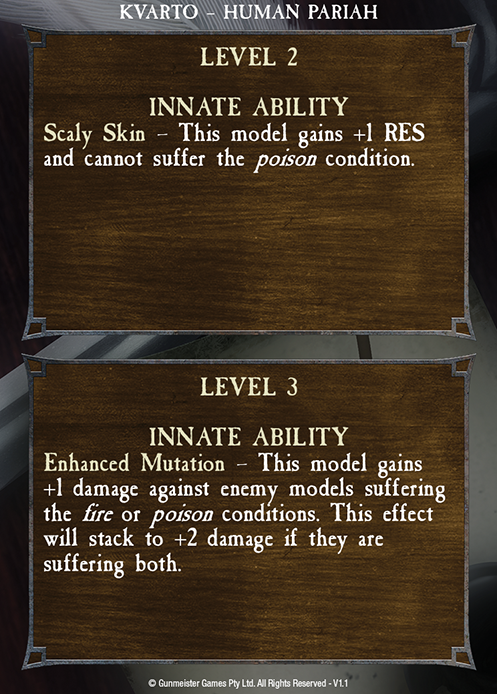 KVARTO – HUMAN PARIAH
LEVEL 2
INNATE ABILITY
Scaly Skin – This model gains +1 RES
and cannot suffer the poison condition.
LEVEL 3
INNATE ABILITY
Enhanced Mutation – This model gains
+1 damage against enemy models suffering
the fire or poison conditions. This effect
will stack to +2 damage if they are
suffering both.
© Gunmeister Games Pty Ltd. All Rights Reserved - V1.1